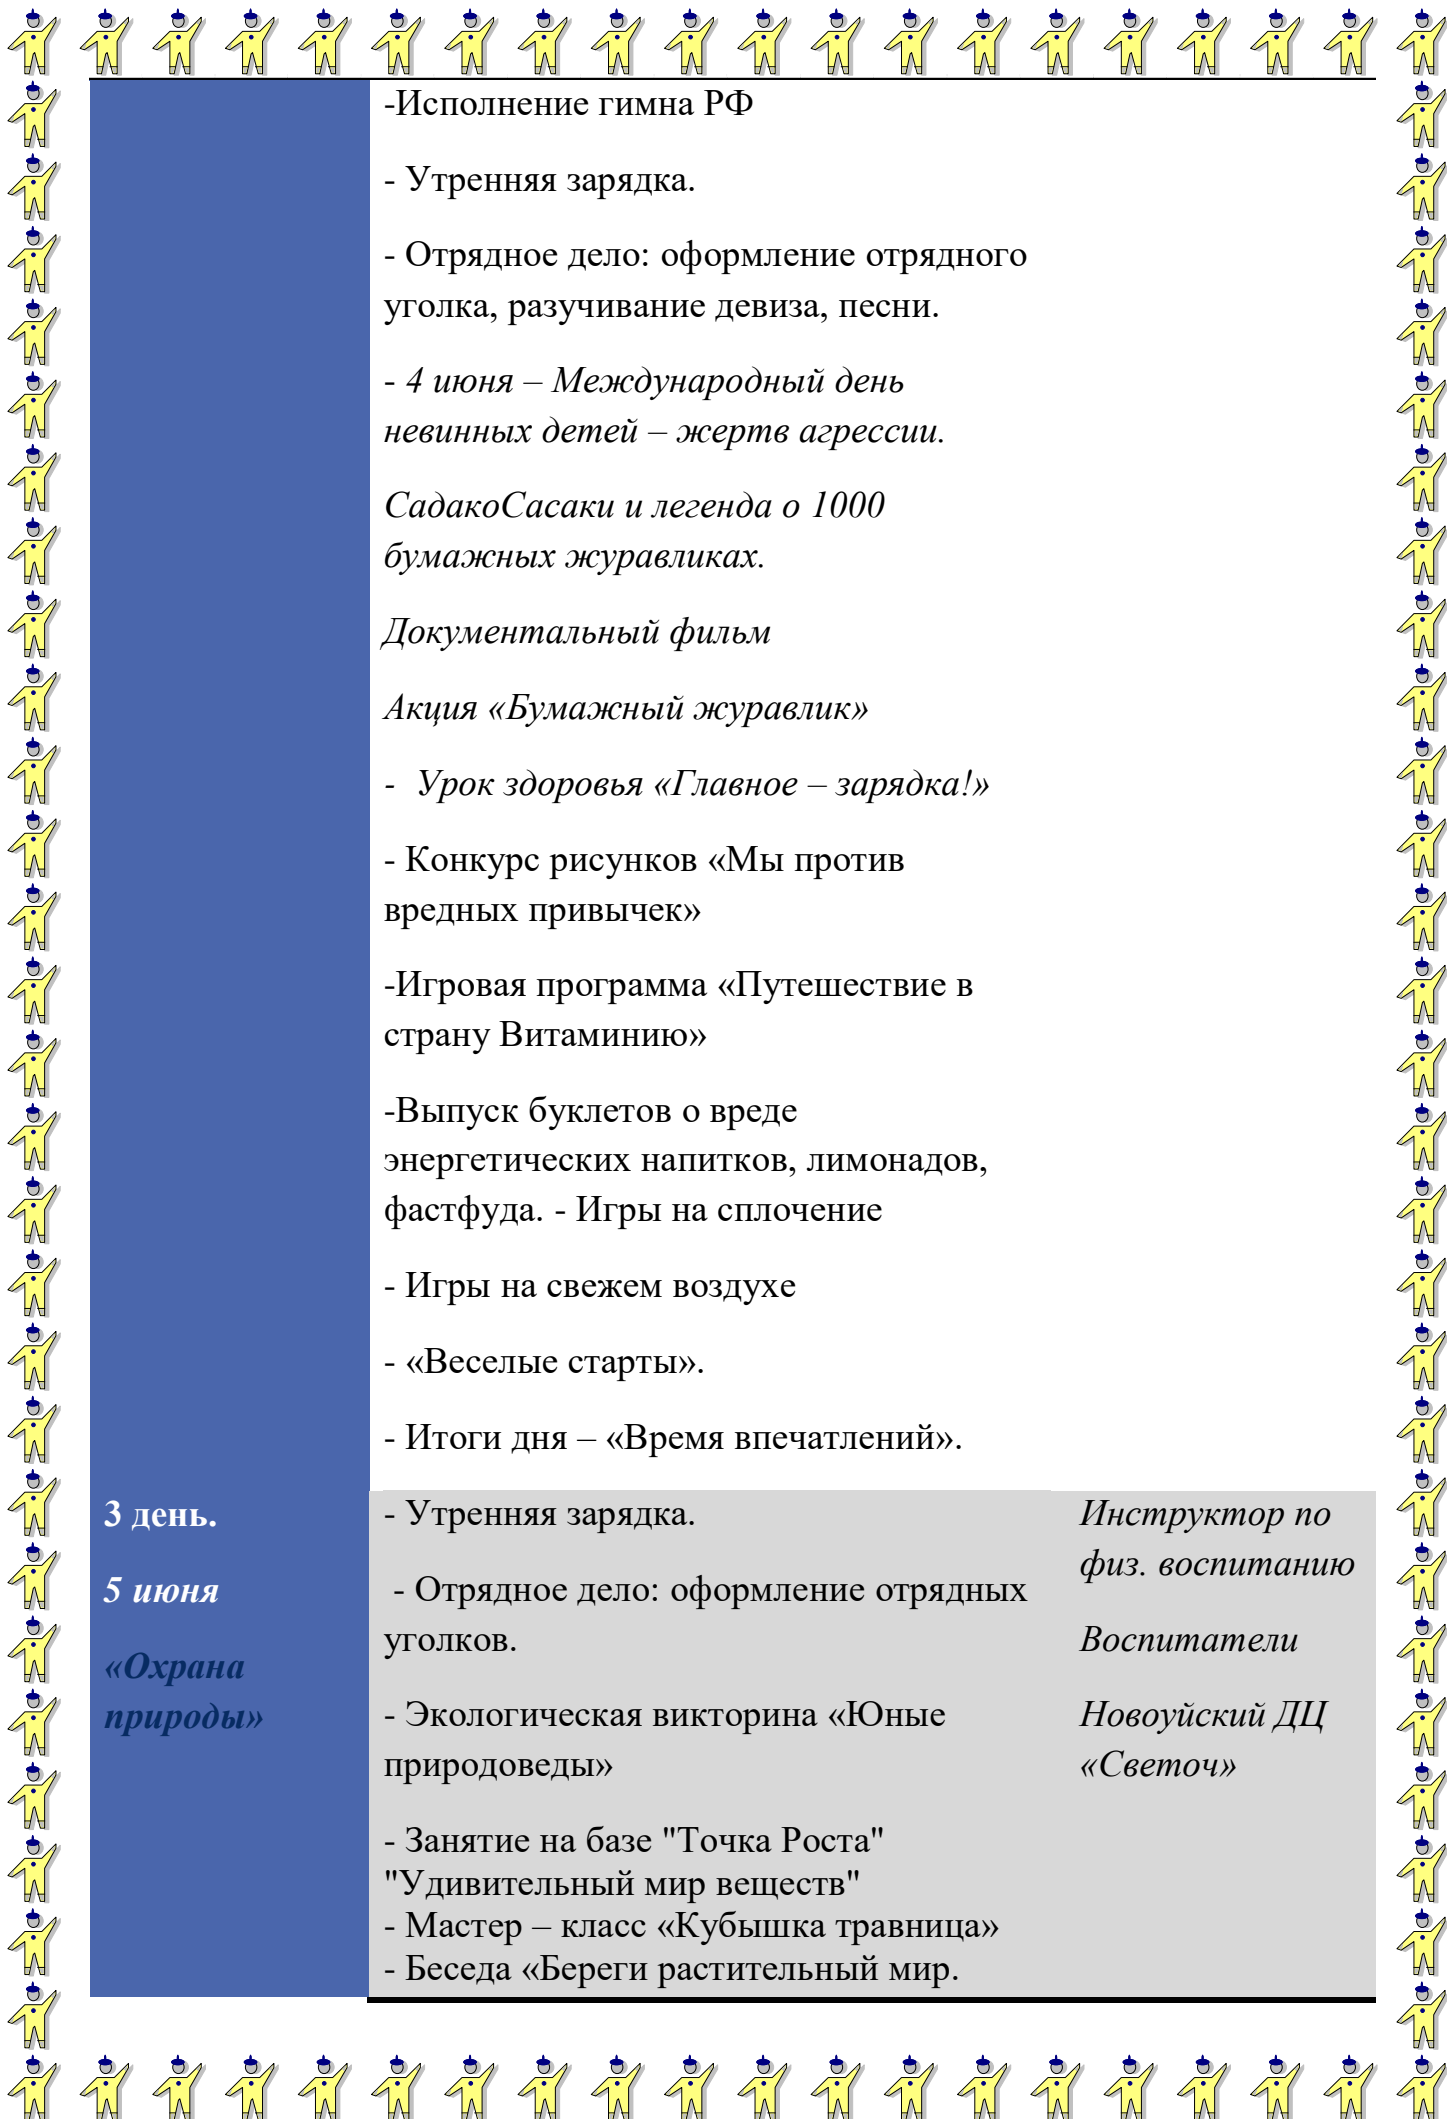 -Исполнение гимна РФ
- Утренняя зарядка.
- Отрядное дело: оформление отрядного
уголка, разучивание девиза, песни.
- 4 июня – Международный день
невинных детей – жертв агрессии.
СадакоСасаки и легенда о 1000
бумажных журавликах.
Документальный фильм
Акция «Бумажный журавлик»
-  Урок здоровья «Главное – зарядка!»
- Конкурс рисунков «Мы против
вредных привычек»
-Игровая программа «Путешествие в
страну Витаминию»
-Выпуск буклетов о вреде
энергетических напитков, лимонадов,
фастфуда. - Игры на сплочение
- Игры на свежем воздухе
- «Веселые старты».
- Итоги дня – «Время впечатлений».
3 день.
5 июня
«Охрана
природы»
- Утренняя зарядка.
- Отрядное дело: оформление отрядных
уголков.
- Экологическая викторина «Юные
природоведы»
- Занятие на базе "Точка Роста"
"Удивительный мир веществ"
- Мастер – класс «Кубышка травница»
- Беседа «Береги растительный мир.
Инструктор по
физ. воспитанию
Воспитатели
Новоуйский ДЦ
«Светоч»